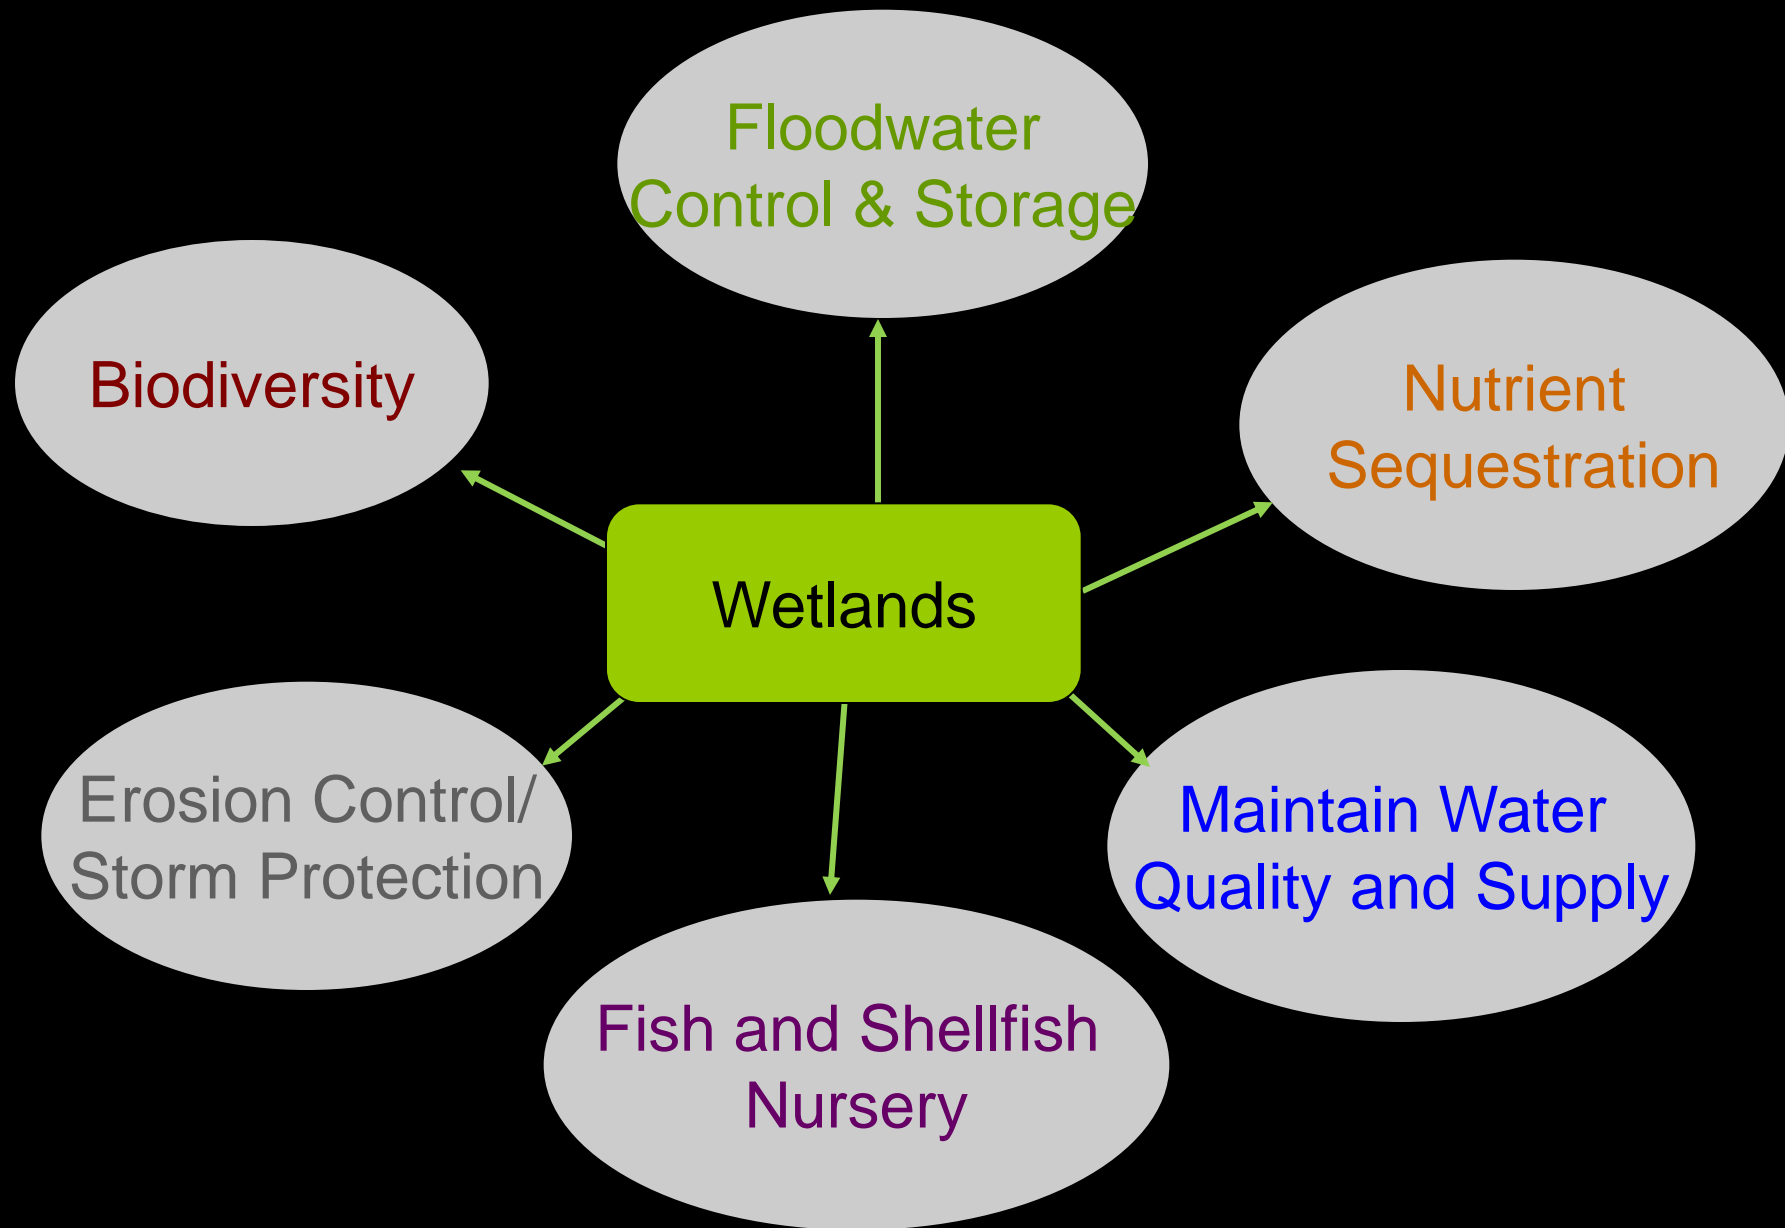 Floodwater
Control & Storage
Biodiversity
Nutrient
Sequestration
Wetlands
Erosion Control/
Storm Protection
Maintain Water
Quality and Supply
Fish and Shellfish
Nursery